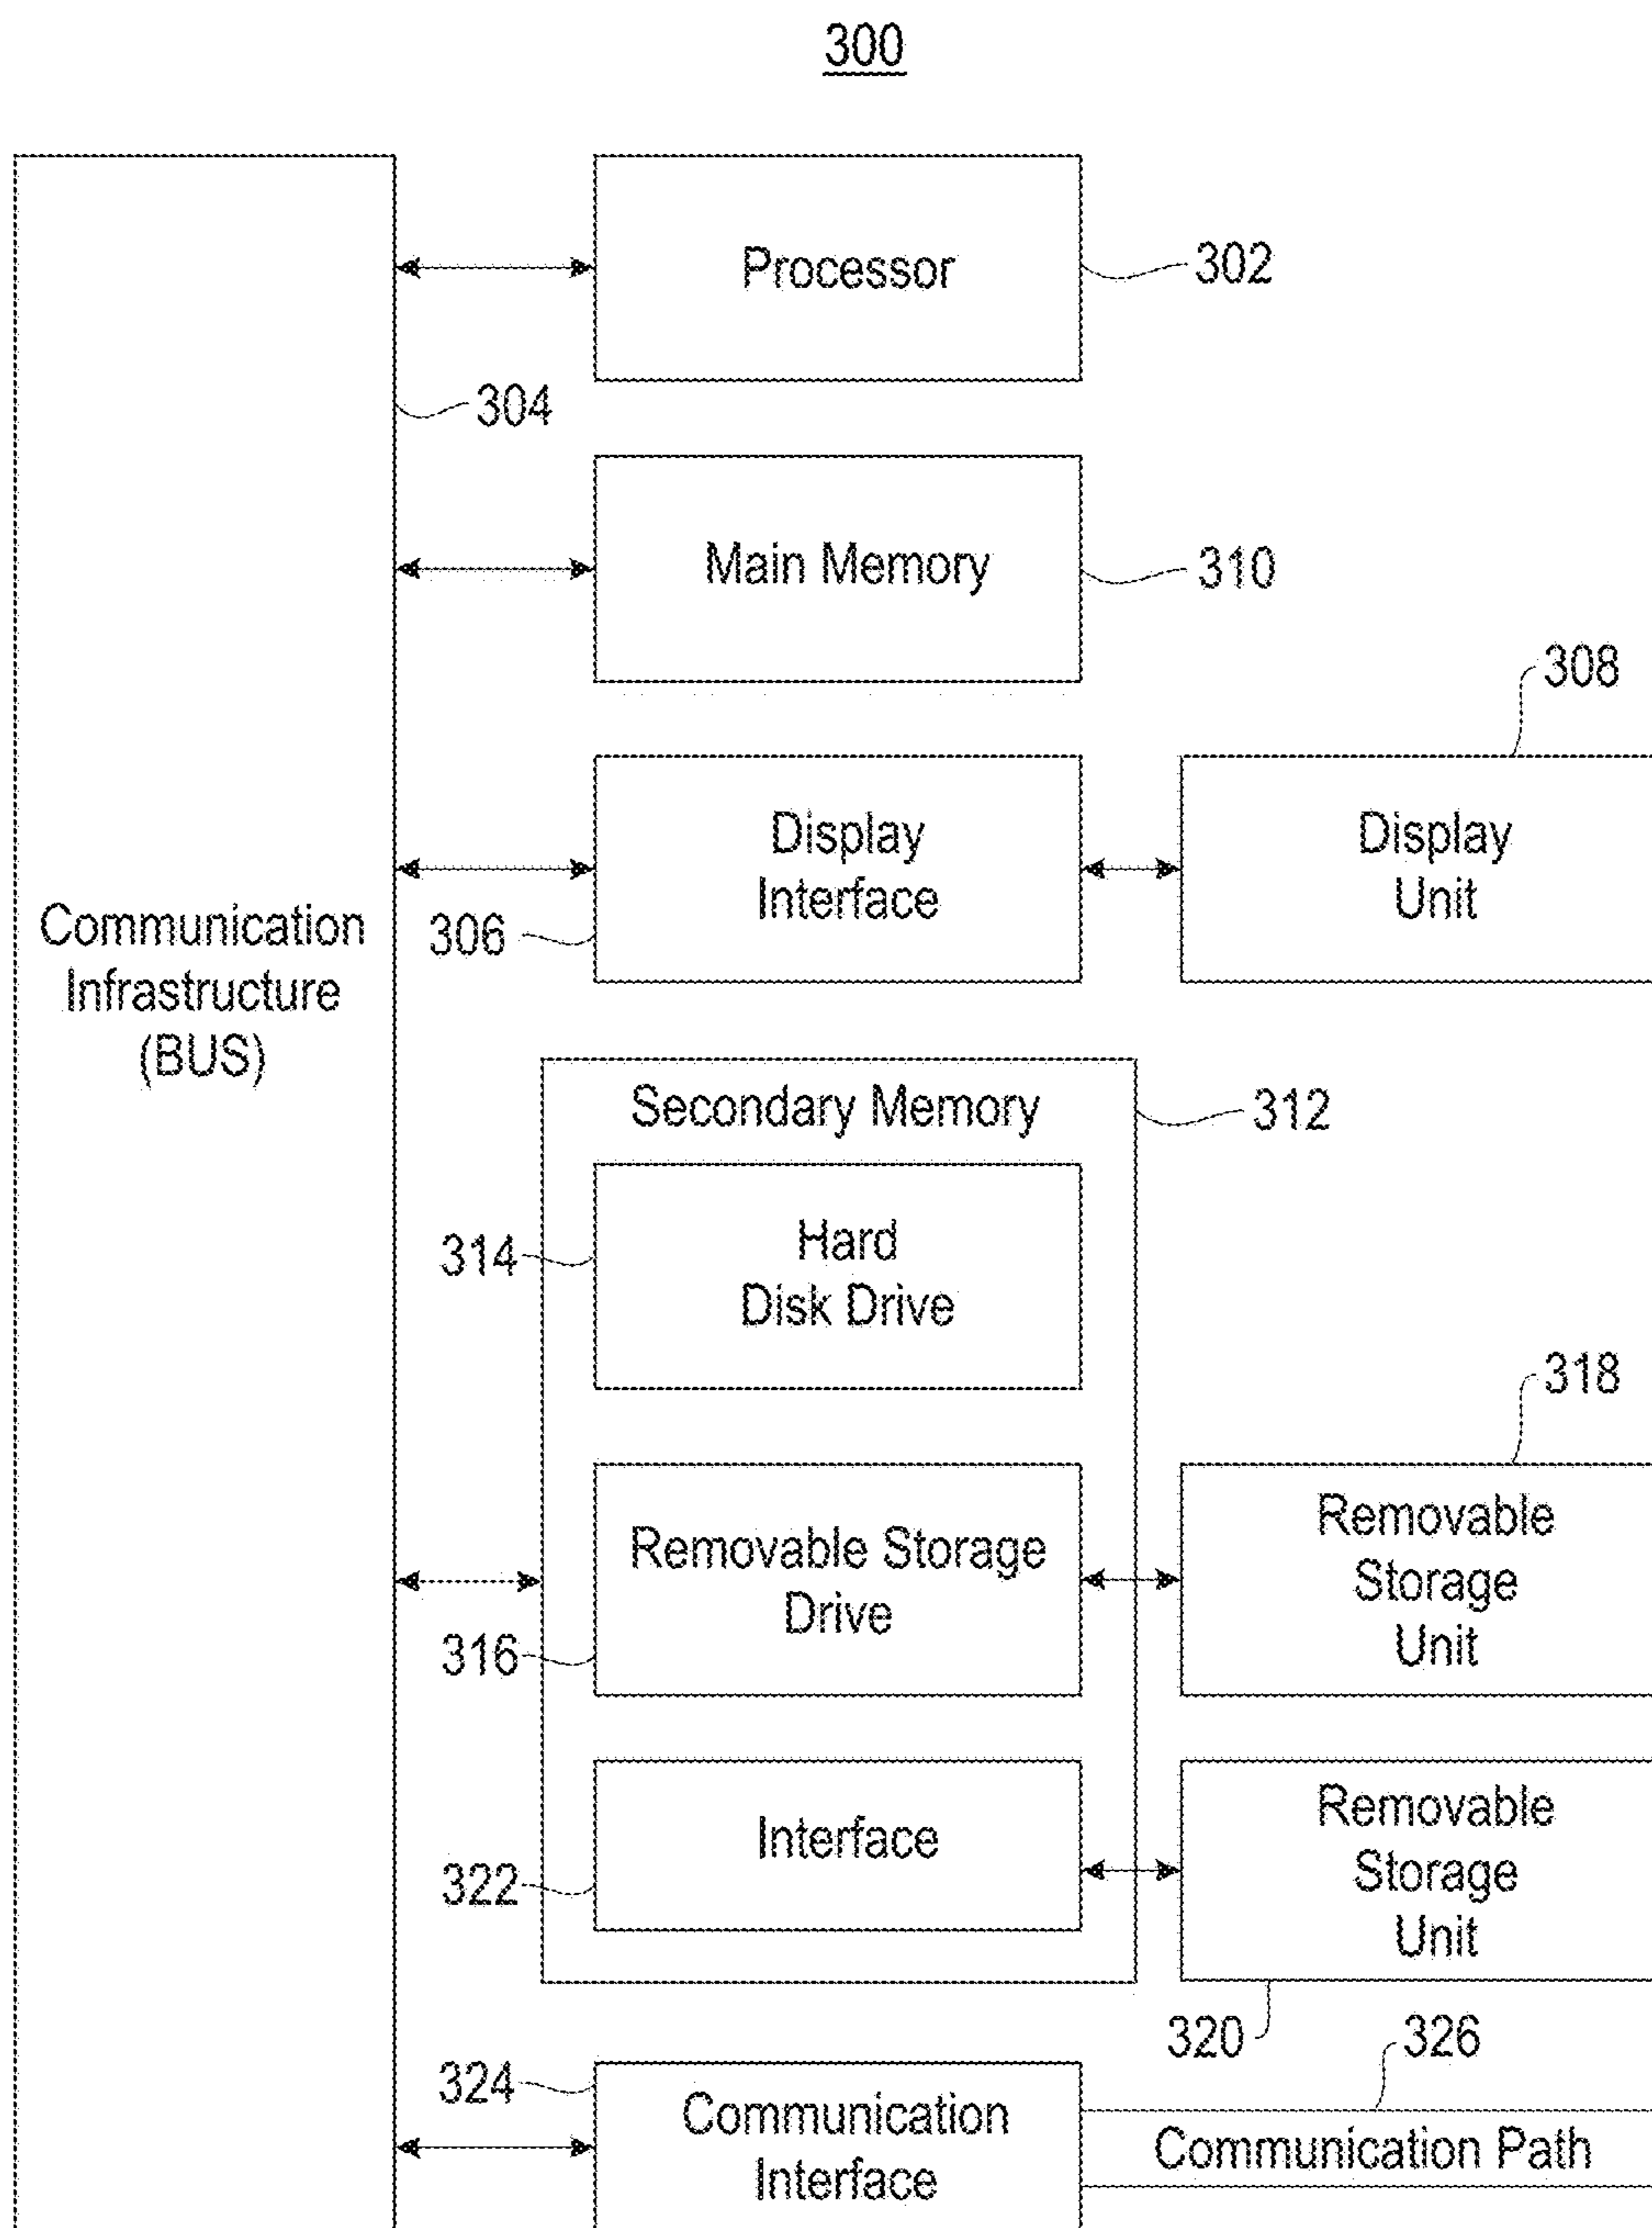 300
Processor
302
304
Main Memory
310
308
Display
Interface
306
Display
Unit
Communication
Infrastructure
(BUS)
Secondary Memory
312
Hard
Disk Drive
314
318
Removable Storage
Drive
316
Removable
Storage
Unit
Interface
322
Removable
Storage
Unit
320
326
324
Communication
Interface
Communication Path